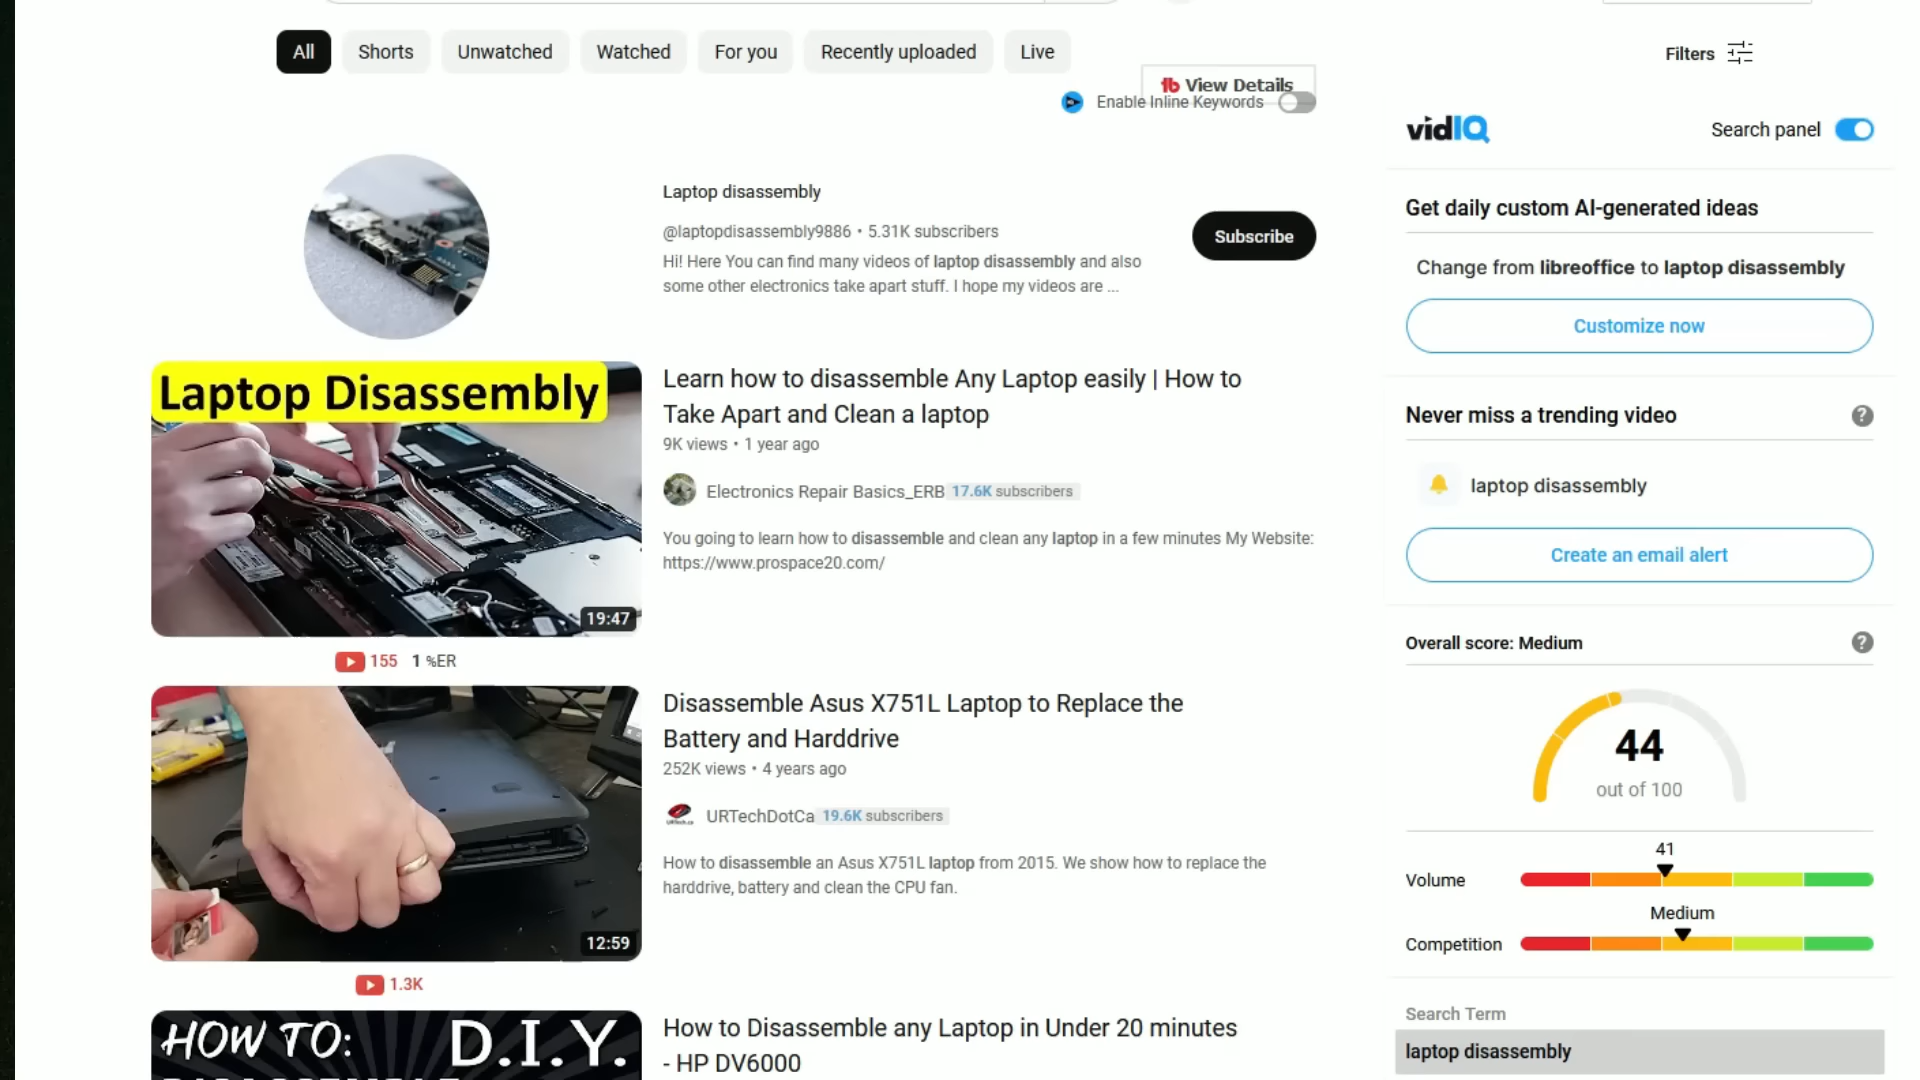 All
Shorts
Unwatched
Watched
For you
Recently uploaded
Live
Filters
tb View Details
Enable Inline Keywords
vidIQ
Search panel
Laptop disassembly
@laptopdisassembly9886 • 5.31K subscribers
Hi! Here You can find many videos of laptop disassembly and also
some other electronics take apart stuff. I hope my videos are ...
Subscribe
Get daily custom AI-generated ideas
Change from libreoffice to laptop disassembly
Customize now
Laptop Disassembly
19:47
155 1 %ER
Learn how to disassemble Any Laptop easily | How to
Take Apart and Clean a laptop
9K views • 1 year ago
Electronics Repair Basics_ERB 17.6K subscribers
You going to learn how to disassemble and clean any laptop in a few minutes My Website:
https://www.prospace20.com/
Never miss a trending video
?
laptop disassembly
Create an email alert
Overall score: Medium
?
44
out of 100
41
Volume
Medium
Competition
Search Term
laptop disassembly
12:59
1.3K
Disassemble Asus X751L Laptop to Replace the
Battery and Harddrive
252K views • 4 years ago
URTechDotCa 19.6K subscribers
How to disassemble an Asus X751L laptop from 2015. We show how to replace the
harddrive, battery and clean the CPU fan.
HOW TO: D.I.Y.
How to Disassemble any Laptop in Under 20 minutes
- HP DV6000